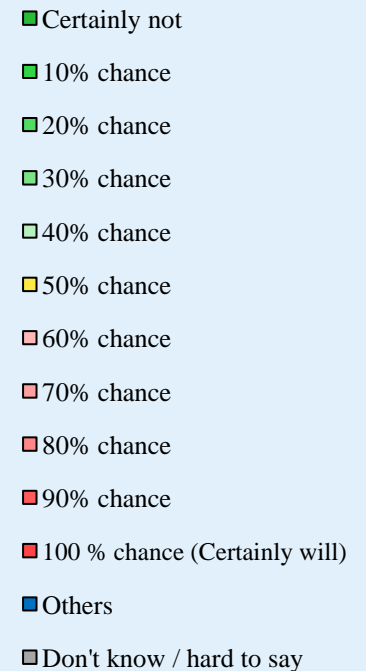 Certainly not
10% chance
20% chance
30% chance
40% chance
50% chance
60% chance
70% chance
80% chance
90% chance
100 % chance (Certainly will)
Others
Don't know / hard to say